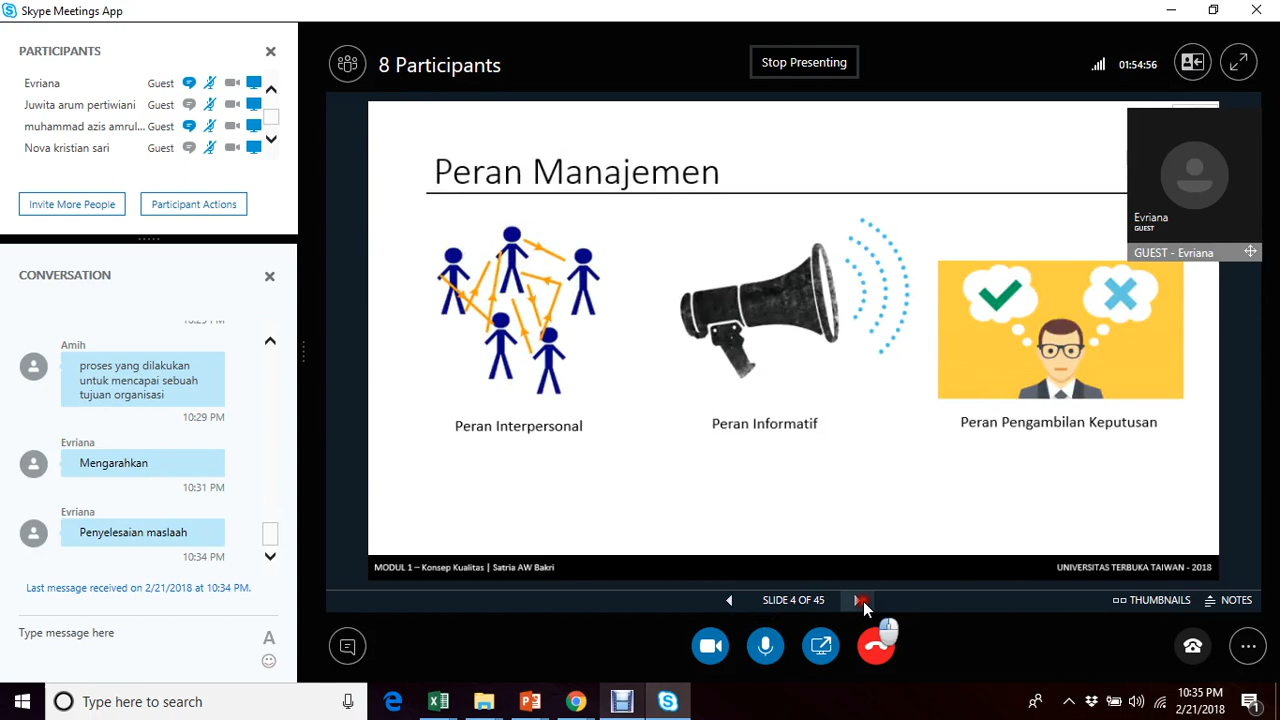 Skype Meetings App
PARTICIPANTS
Evriana Guest
Juwita arum pertiwiani Guest
muhammad azis amrul... Guest
Nova kristian sari Guest
Invite More People Participant Actions
CONVERSATION
Amih
proses yang dilakukan
untuk mencapai sebuah
tujuan organisasi
10:29 PM
Evriana
Mengarahkan
10:31 PM
Evriana
Penyelesaian maslaah
10:34 PM
Last message received on 2/21/2018 at 10:34 PM.
Type message here
A
8 Participants
Stop Presenting
01:54:56
Peran Manajemen
Evriana
GUEST
GUEST - Evriana
Peran Interpersonal
Peran Informatif
Peran Pengambilan Keputusan
MODUL 1 – Konsep Kualitas | Satria AW Bakri
UNIVERSITAS TERBUKA TAIWAN - 2018
SLIDE 4 OF 45
THUMBNAILS
NOTES
Type here to search
10:35 PM
2/21/2018
1